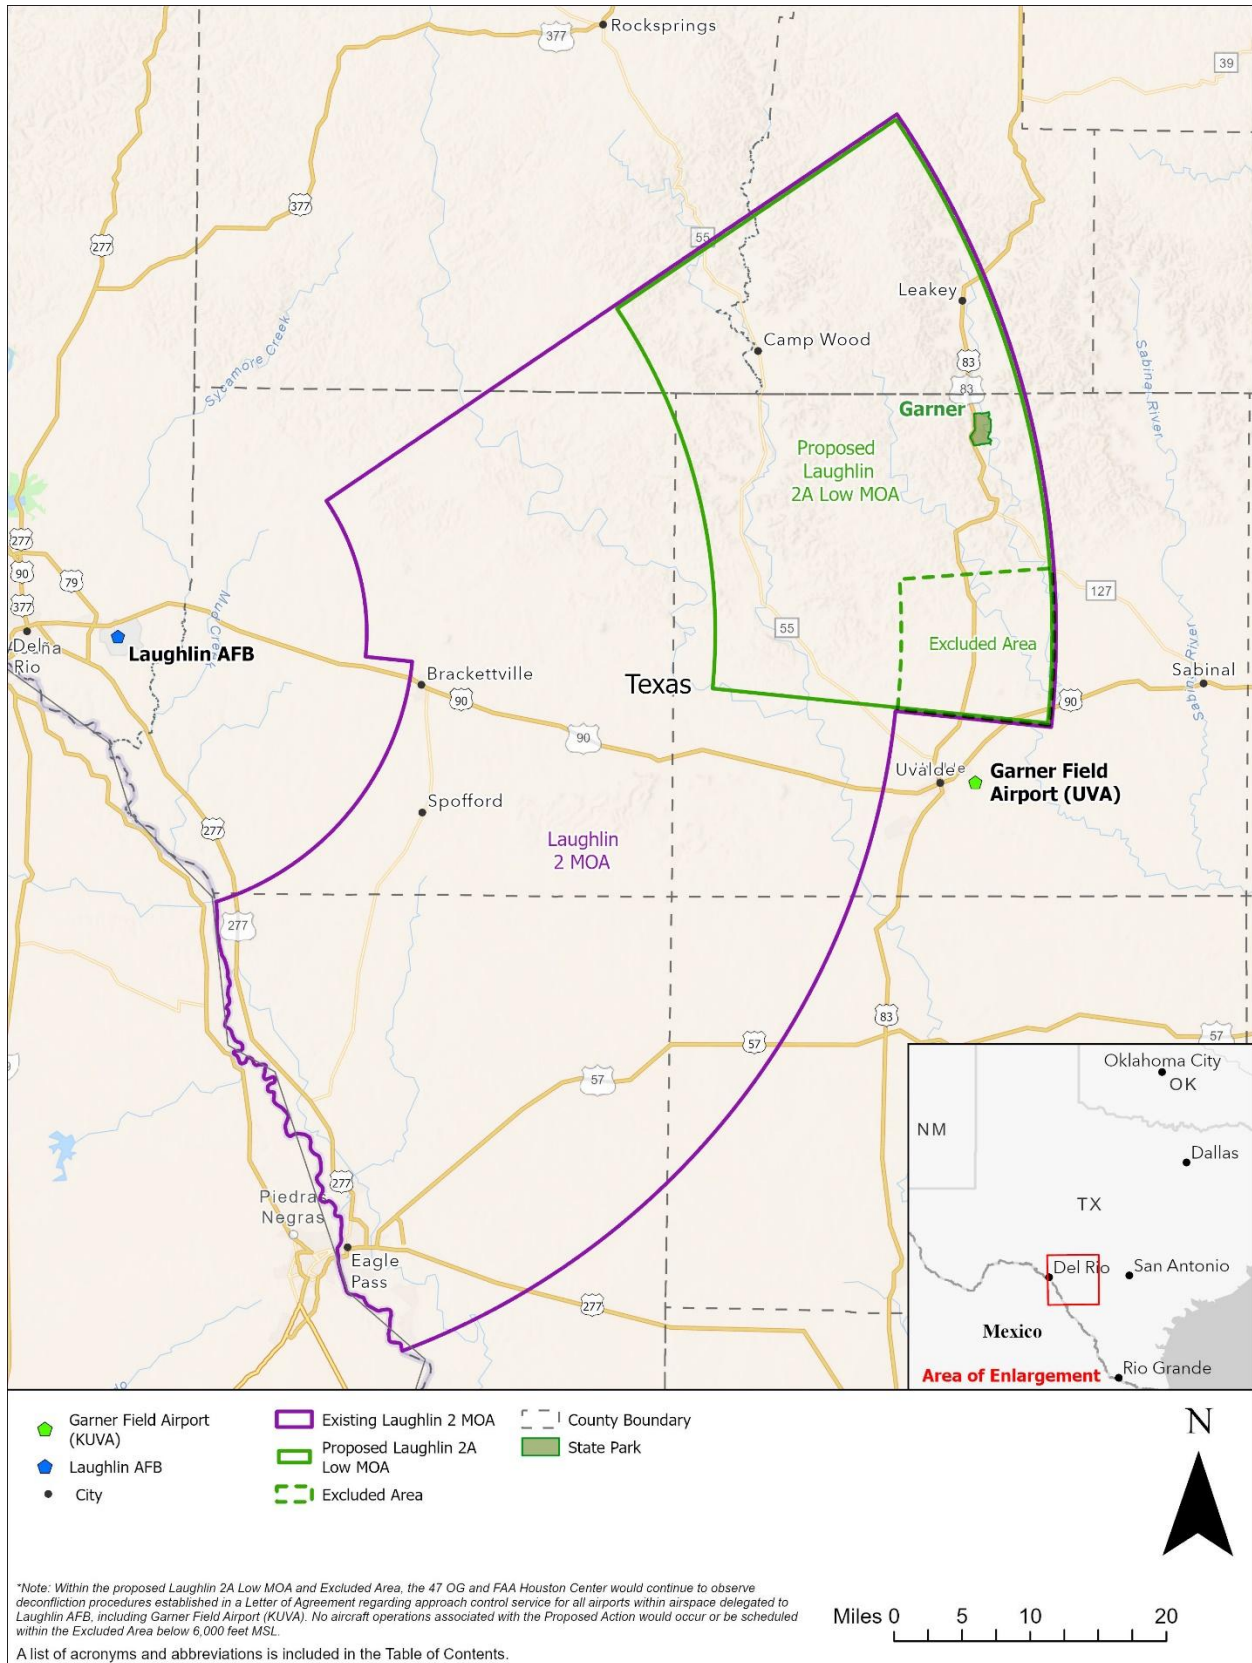 Rocksprings
377
39
377
277
55
Leakey
Camp Wood
83
83
Garner
Sycamore Creek
Sabinal River
Proposed
Laughlin
2A Low MOA
277
90
79
377
127
Mud Creek
55
Excluded Area
Del
Rio
Laughlin AFB
Brackettville
Texas
Sabinal
Sabinal River
90
90
90
Uvalde
Garner Field
Airport (UVA)
Spofford
277
Laughlin
2 MOA
277
83
57
57
57
Oklahoma City
OK
NM
Dallas
TX
277
Piedras
Negras
Eagle
Pass
Del Rio
San Antonio
277
Mexico
Rio Grande
Area of Enlargement
Garner Field Airport
(KUVA)
Laughlin AFB
City
Existing Laughlin 2 MOA
Proposed Laughlin 2A
Low MOA
Excluded Area
County Boundary
State Park
N
*Note: Within the proposed Laughlin 2A Low MOA and Excluded Area, the 47 OG and FAA Houston Center would continue to observe
deconfliction procedures established in a Letter of Agreement regarding approach control service for all airports within airspace delegated to
Laughlin AFB, including Garner Field Airport (KUVA). No aircraft operations associated with the Proposed Action would occur or be scheduled
within the Excluded Area below 6,000 feet MSL.
Miles 0 5 10 20
A list of acronyms and abbreviations is included in the Table of Contents.